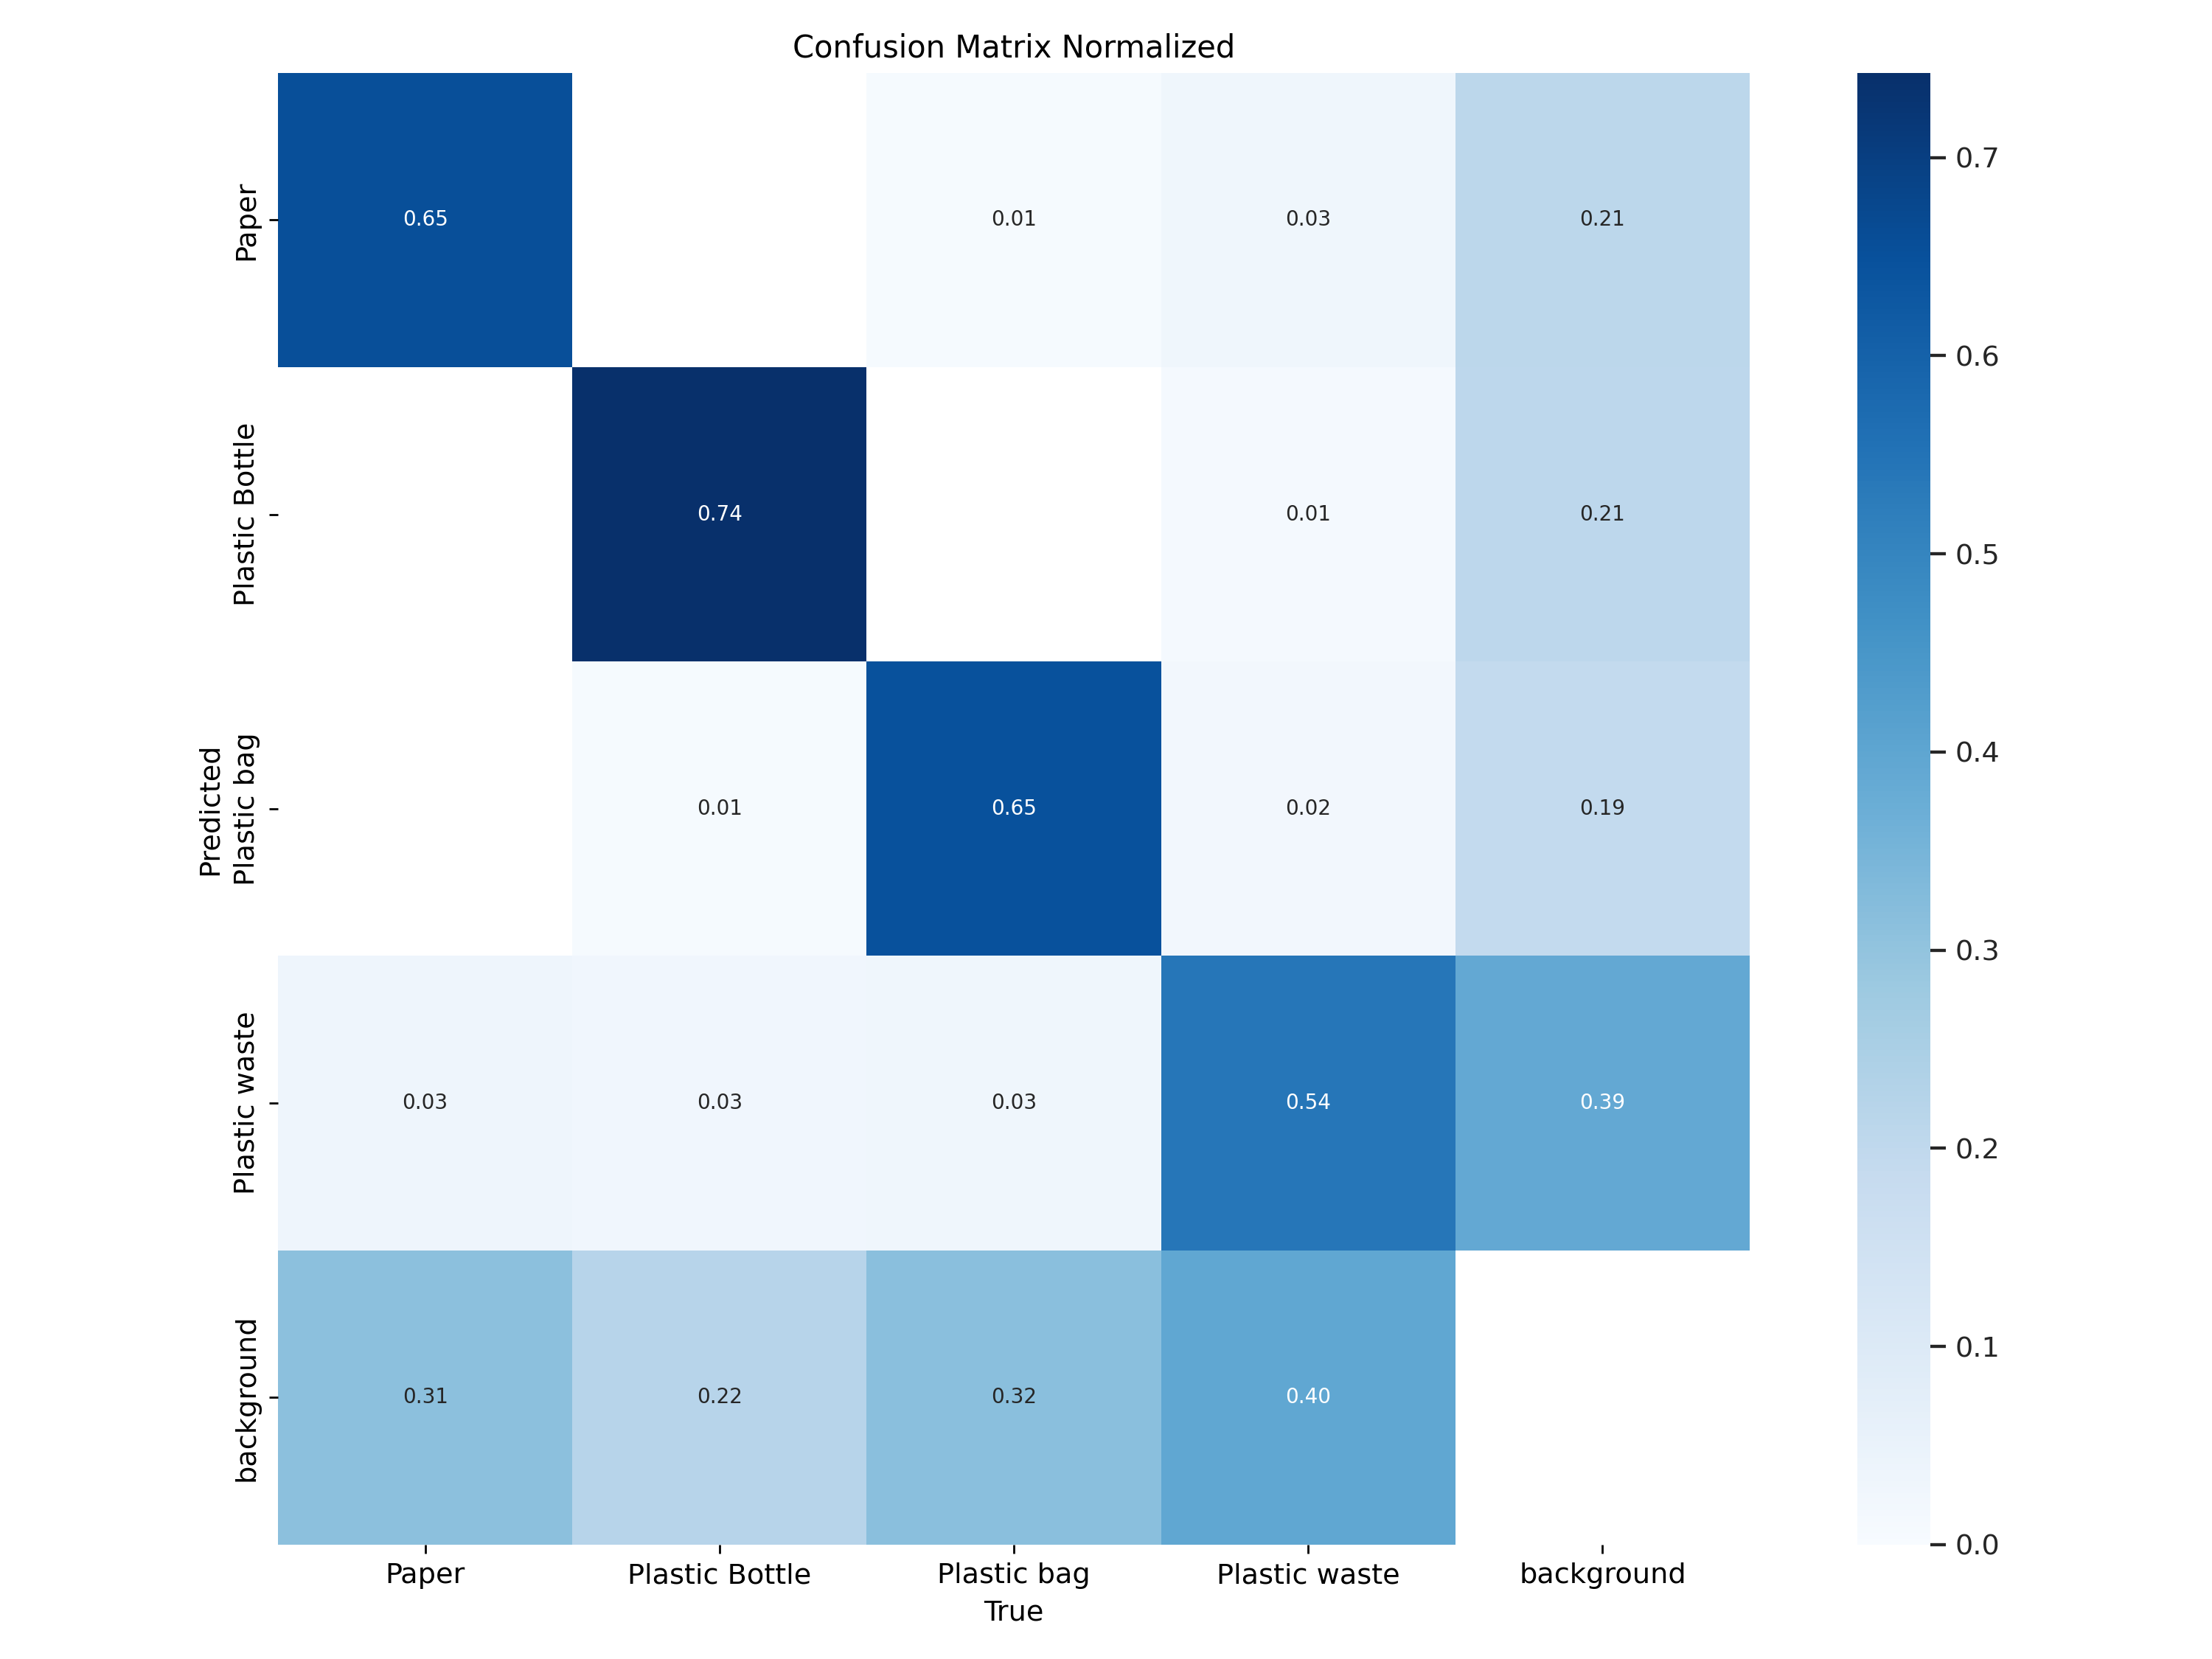 Confusion Matrix Normalized
Paper
0.65
0.01
0.03
0.21
Plastic Bottle
0.74
0.01
0.21
Predicted
Plastic bag
0.01
0.65
0.02
0.19
Plastic waste
0.03
0.03
0.03
0.54
0.39
background
0.31
0.22
0.32
0.40
Paper
Plastic Bottle
Plastic bag
Plastic waste
background
True
0.7
0.6
0.5
0.4
0.3
0.2
0.1
0.0